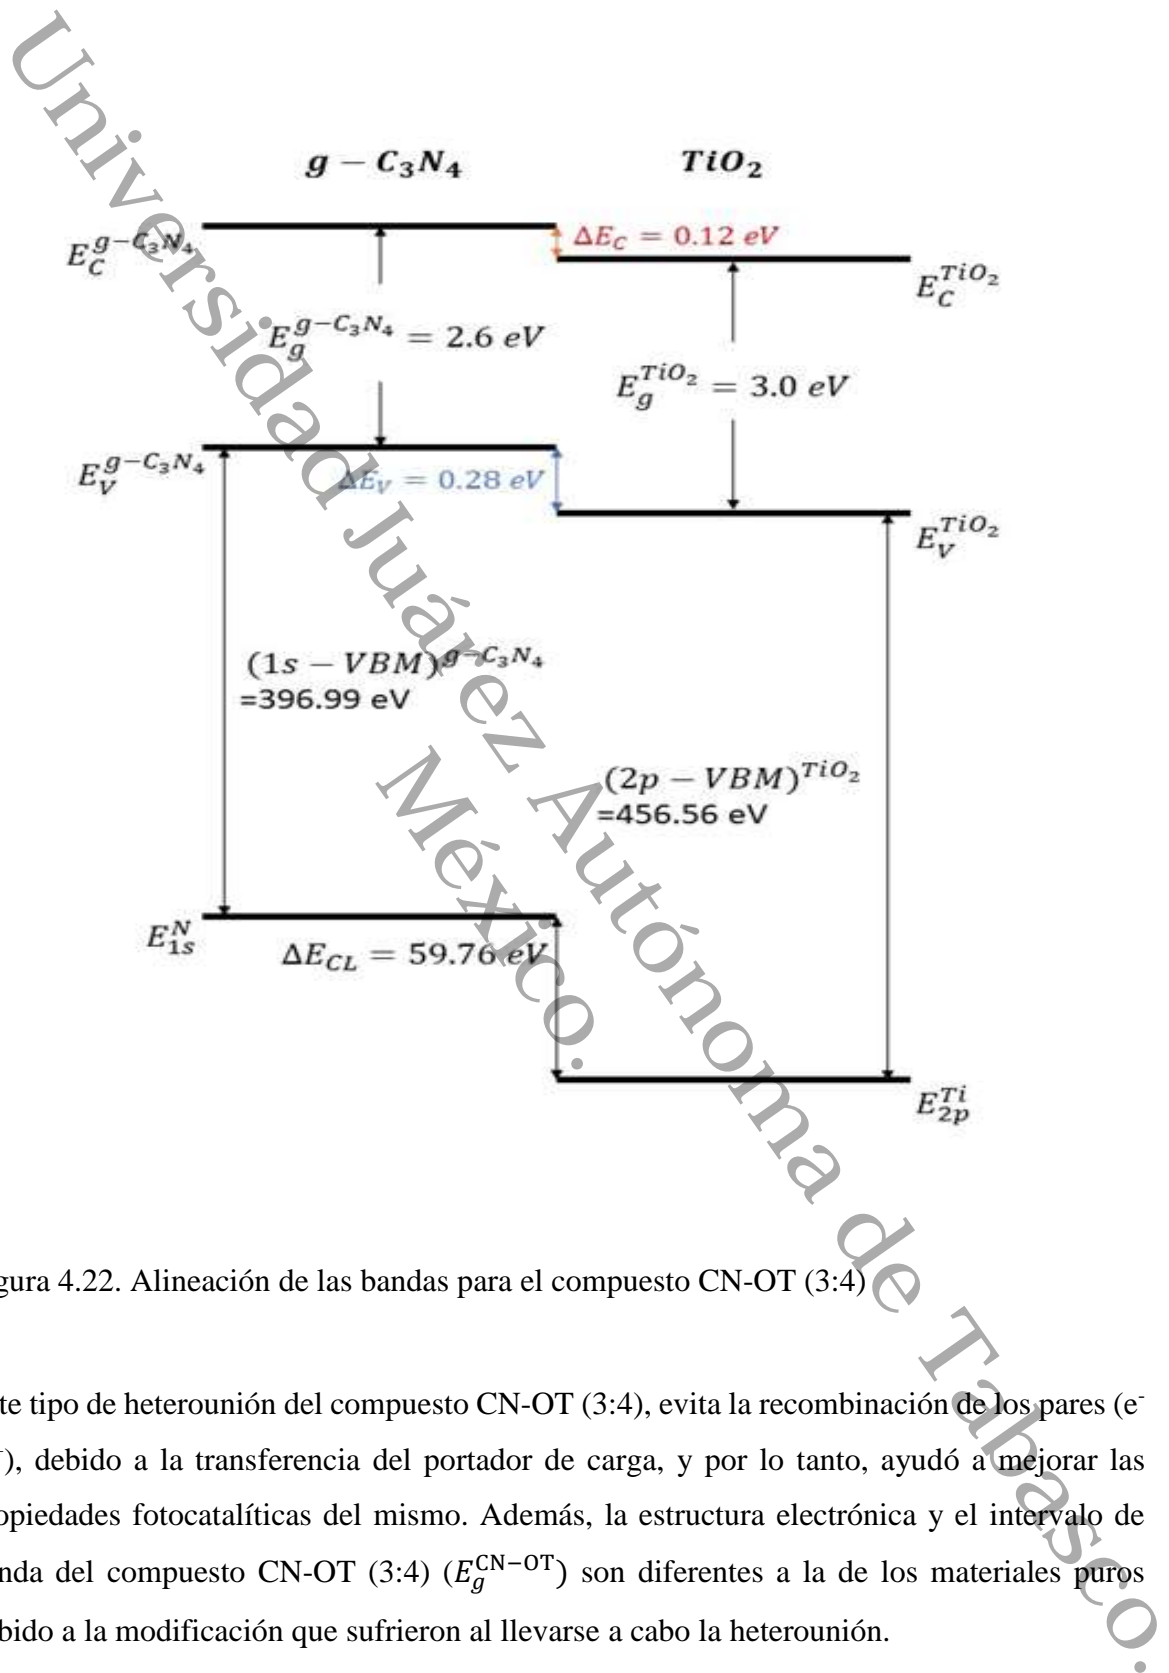 g − C₃N₄
TiO₂
ΔE_C = 0.12 eV
E_C^{g−C₃N₄}
E_C^{TiO₂}
E_g^{g−C₃N₄} = 2.6 eV
E_g^{TiO₂} = 3.0 eV
E_V^{g−C₃N₄}
ΔE_V = 0.28 eV
E_V^{TiO₂}
(1s − VBM)^{g−C₃N₄}
=396.99 eV
(2p − VBM)^{TiO₂}
=456.56 eV
E_{1s}^N
ΔE_{CL} = 59.76 eV
E_{2p}^{Ti}
gura 4.22. Alineación de las bandas para el compuesto CN-OT (3:4)
te tipo de heterounión del compuesto CN-OT (3:4), evita la recombinación de los pares (e⁻
), debido a la transferencia del portador de carga, y por lo tanto, ayudó a mejorar las
opiedades fotocatalíticas del mismo. Además, la estructura electrónica y el intervalo de
nda del compuesto CN-OT (3:4) (E_g^{CN−OT}) son diferentes a la de los materiales puros
bido a la modificación que sufrieron al llevarse a cabo la heterounión.
Universidad Juárez Autónoma de Tabasco.
México.